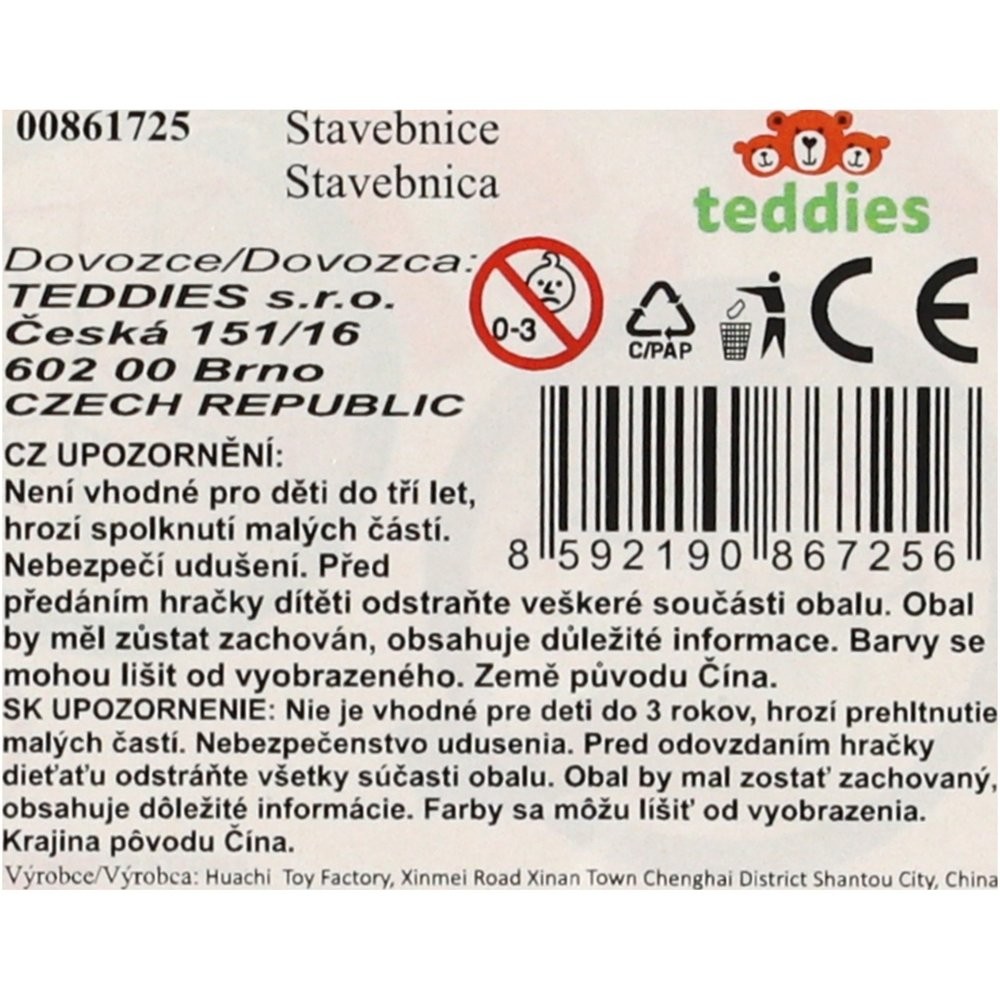 00861725
Stavebnice
Stavebnica
teddies
Dovozce/Dovozca:
TEDDIES s.r.o.
Česká 151/16
602 00 Brno
CZECH REPUBLIC
0-3
C/PAP
CE
8 592190 867256
CZ UPOZORNĚNÍ:
Není vhodné pro děti do tří let,
hrozí spolknutí malých částí.
Nebezpečí udušení. Před
předáním hračky dítěti odstraňte veškeré součásti obalu. Obal
by měl zůstat zachován, obsahuje důležité informace. Barvy se
mohou lišit od vyobrazeného. Země původu Čína.
SK UPOZORNENIE: Nie je vhodné pre deti do 3 rokov, hrozí prehltnutie
malých častí. Nebezpečenstvo udusenia. Pred odovzdaním hračky
dieťaťu odstráňte všetky súčasti obalu. Obal by mal zostať zachovaný,
obsahuje dôležité informácie. Farby sa môžu líšiť od vyobrazenia.
Krajina pôvodu Čína.
Výrobce/Výrobca: Huachi Toy Factory, Xinmei Road Xinan Town Chenghai District Shantou City, China